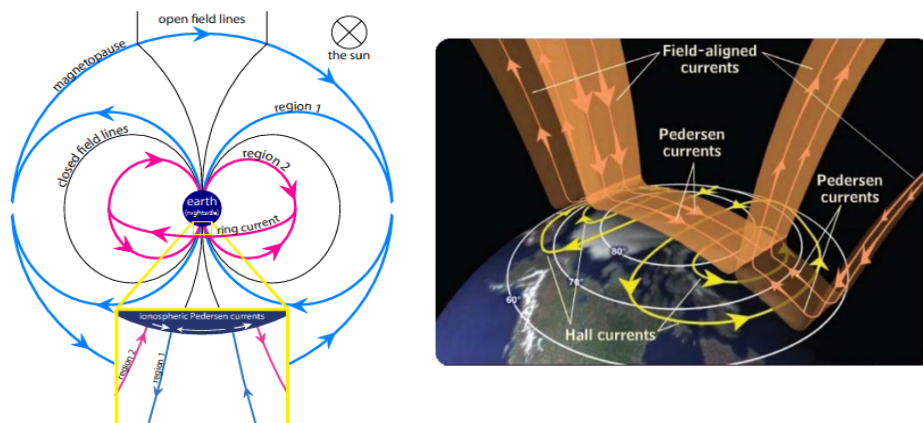 open field lines
the sun
magnetopause
region 1
closed field lines
region 2
earth
(nightside)
ring current
ionospheric Pedersen currents
region 2
region 1
Field-aligned
currents
Pedersen
currents
Pedersen
currents
80°
70°
60°
Hall currents